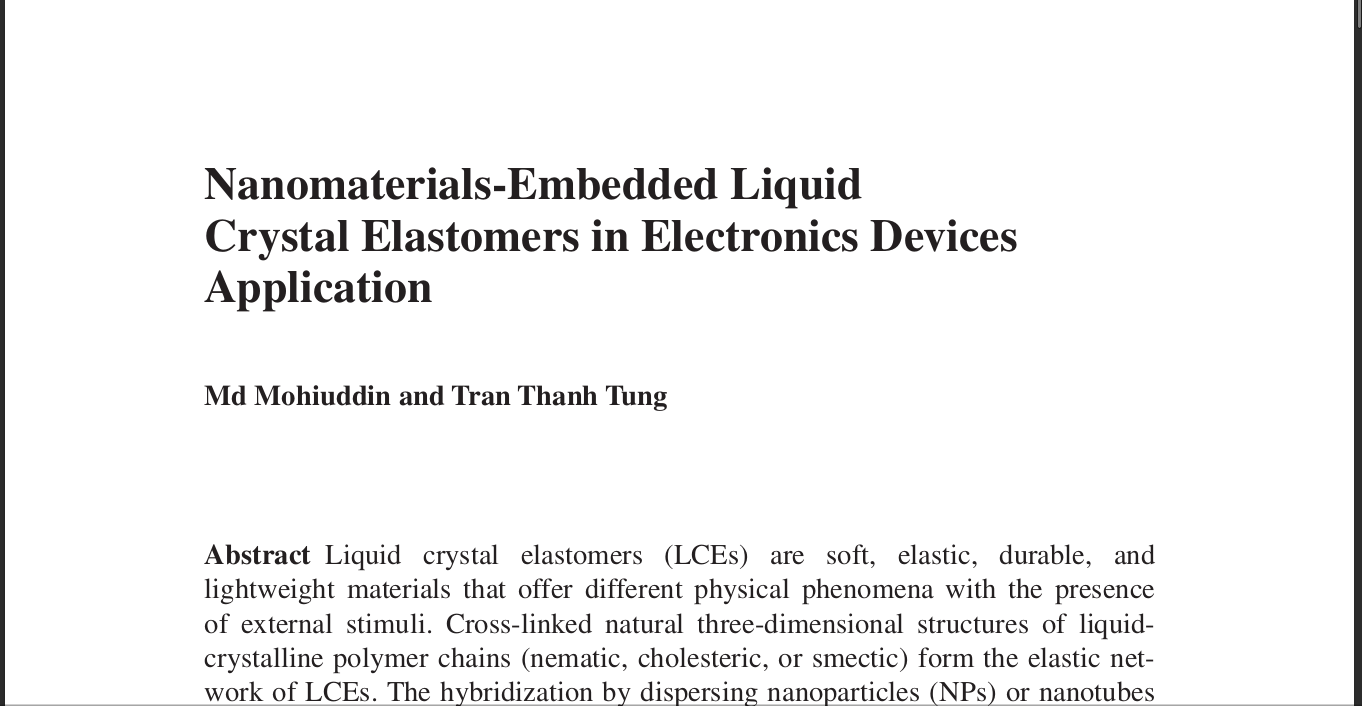 Nanomaterials-Embedded Liquid
Crystal Elastomers in Electronics Devices
Application
Md Mohiuddin and Tran Thanh Tung
Abstract Liquid crystal elastomers (LCEs) are soft, elastic, durable, and
lightweight materials that offer different physical phenomena with the presence
of external stimuli. Cross-linked natural three-dimensional structures of liquid-
crystalline polymer chains (nematic, cholesteric, or smectic) form the elastic net-
work of LCEs. The hybridization by dispersing nanoparticles (NPs) or nanotubes